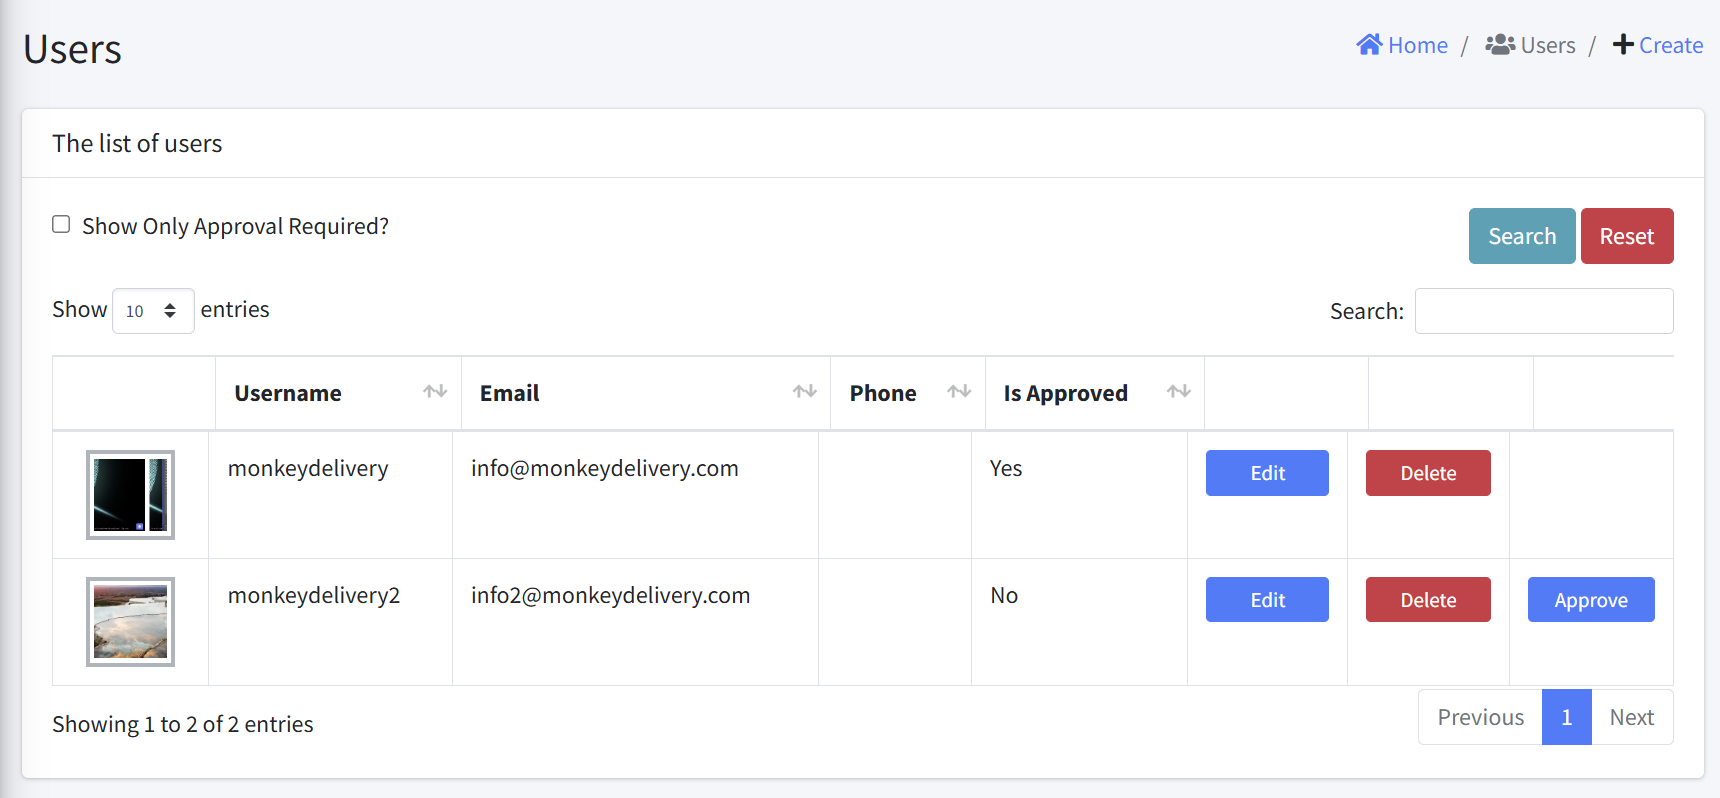 Users
Home / Users / Create
The list of users
Show Only Approval Required?
Search Reset
Show 10 entries
Search:
Username Email Phone Is Approved
monkeydelivery info@monkeydelivery.com Yes Edit Delete
monkeydelivery2 info2@monkeydelivery.com No Edit Delete Approve
Showing 1 to 2 of 2 entries
Previous 1 Next